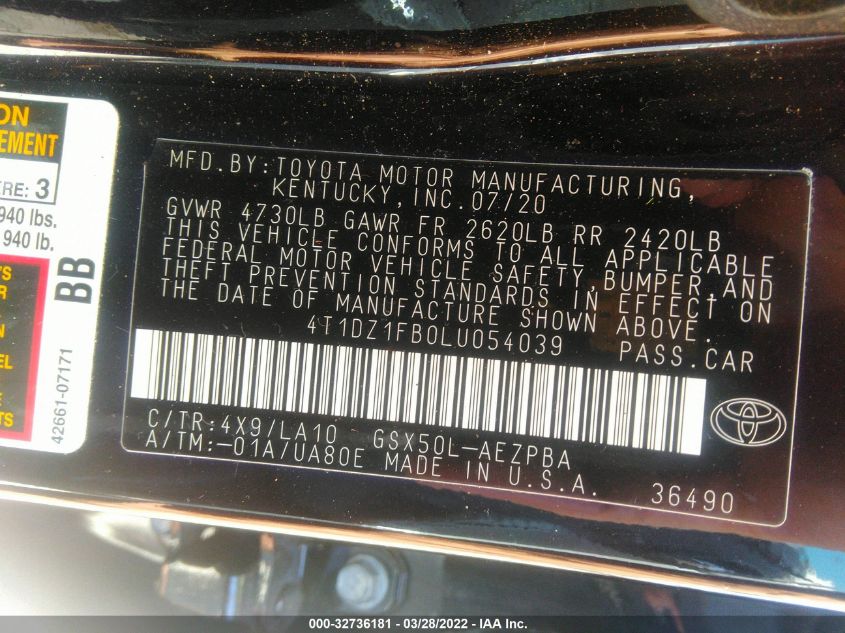 ON
EMENT
ERE: 3
940 lbs.
940 lb.
BB
42661-07171
'S
R
N
EL
E
TS
MFD.BY:TOYOTA MOTOR MANUFACTURING,
KENTUCKY,INC.07/20
GVWR 4730LB GAWR FR 2620LB RR 2420LB
THIS VEHICLE CONFORMS TO ALL APPLICABLE
FEDERAL MOTOR VEHICLE SAFETY,BUMPER,AND
THEFT PREVENTION STANDARDS IN EFFECT ON
THE DATE OF MANUFACTURE SHOWN ABOVE.
4T1DZ1FB0LU054039 PASS.CAR
C/TR:4X9/LA10 GSX50L-AEZPBA
A/TM:-01A/UA80E MADE IN U.S.A. 36490
000-32736181 — 03/28/2022 — IAA Inc.